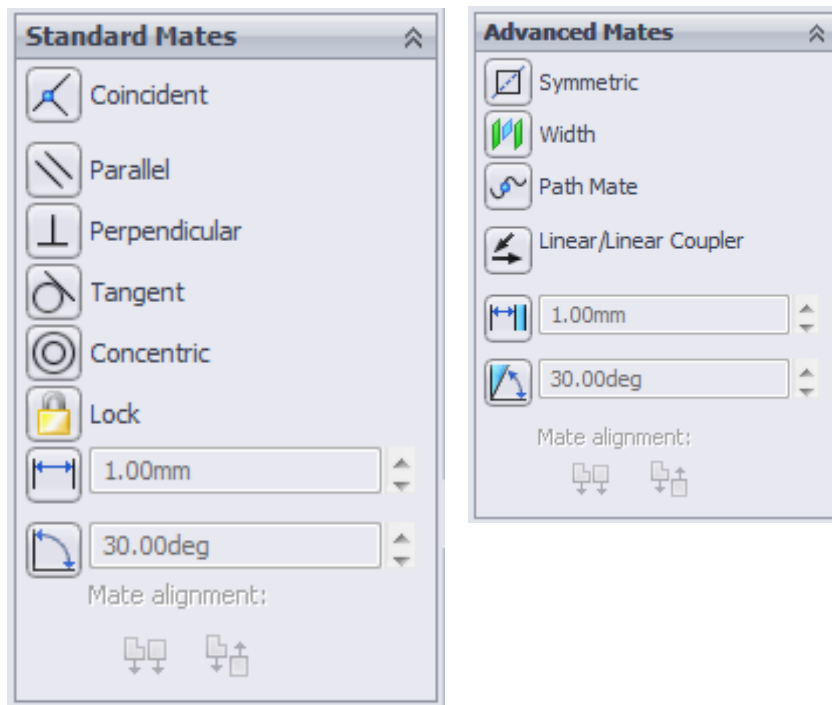 Standard Mates
Coincident
Parallel
Perpendicular
Tangent
Concentric
Lock
1.00mm
30.00deg
Mate alignment:
Advanced Mates
Symmetric
Width
Path Mate
Linear/Linear Coupler
1.00mm
30.00deg
Mate alignment: